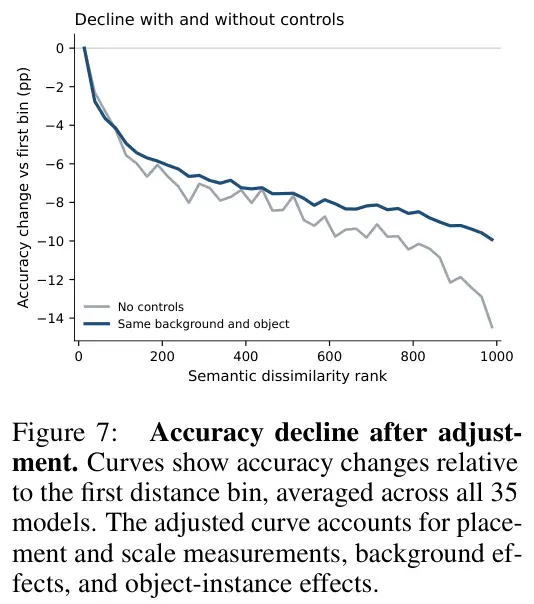 Decline with and without controls
Accuracy change vs first bin (pp)
0
−2
−4
−6
−8
−10
−12
−14
No controls
Same background and object
0 200 400 600 800 1000
Semantic dissimilarity rank
Figure 7: Accuracy decline after adjust-
ment. Curves show accuracy changes relative
to the first distance bin, averaged across all 35
models. The adjusted curve accounts for place-
ment and scale measurements, background ef-
fects, and object-instance effects.